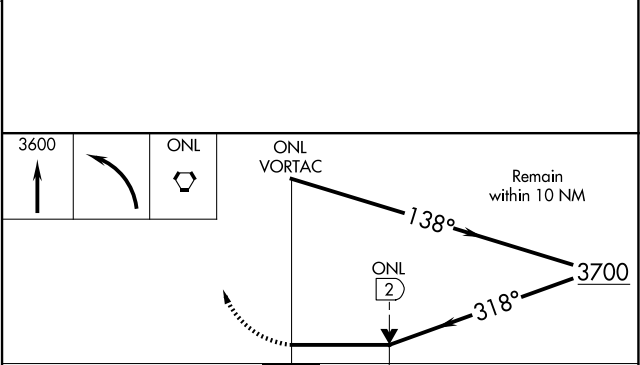 3600
ONL
ONL
VORTAC
Remain
within 10 NM
138°
3700
ONL
2
318°